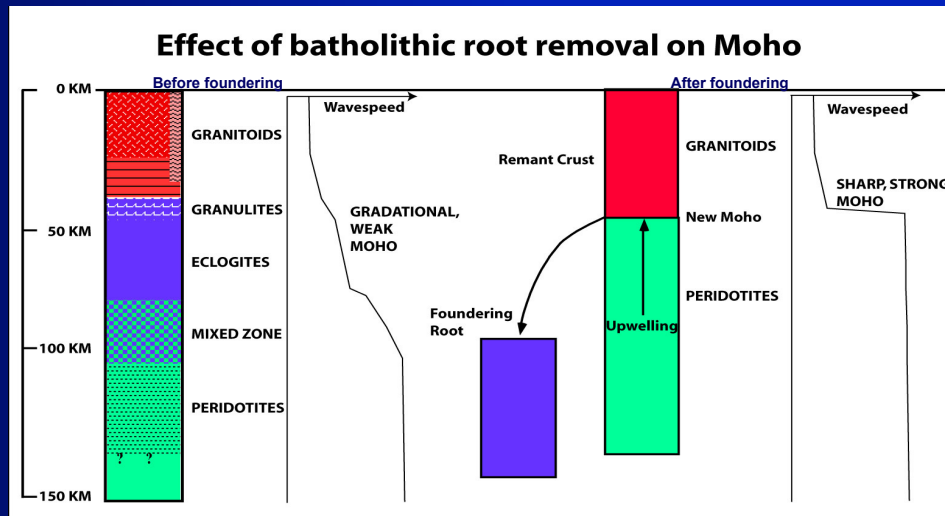 Effect of batholithic root removal on Moho
Before foundering
After foundering
0 KM
Wavespeed
Wavespeed
GRANITOIDS
GRANITOIDS
Remant Crust
SHARP, STRONG
MOHO
GRANULITES
GRADATIONAL,
WEAK
MOHO
New Moho
50 KM
ECLOGITES
PERIDOTITES
Foundering
Root
Upwelling
MIXED ZONE
100 KM
PERIDOTITES
? ?
150 KM